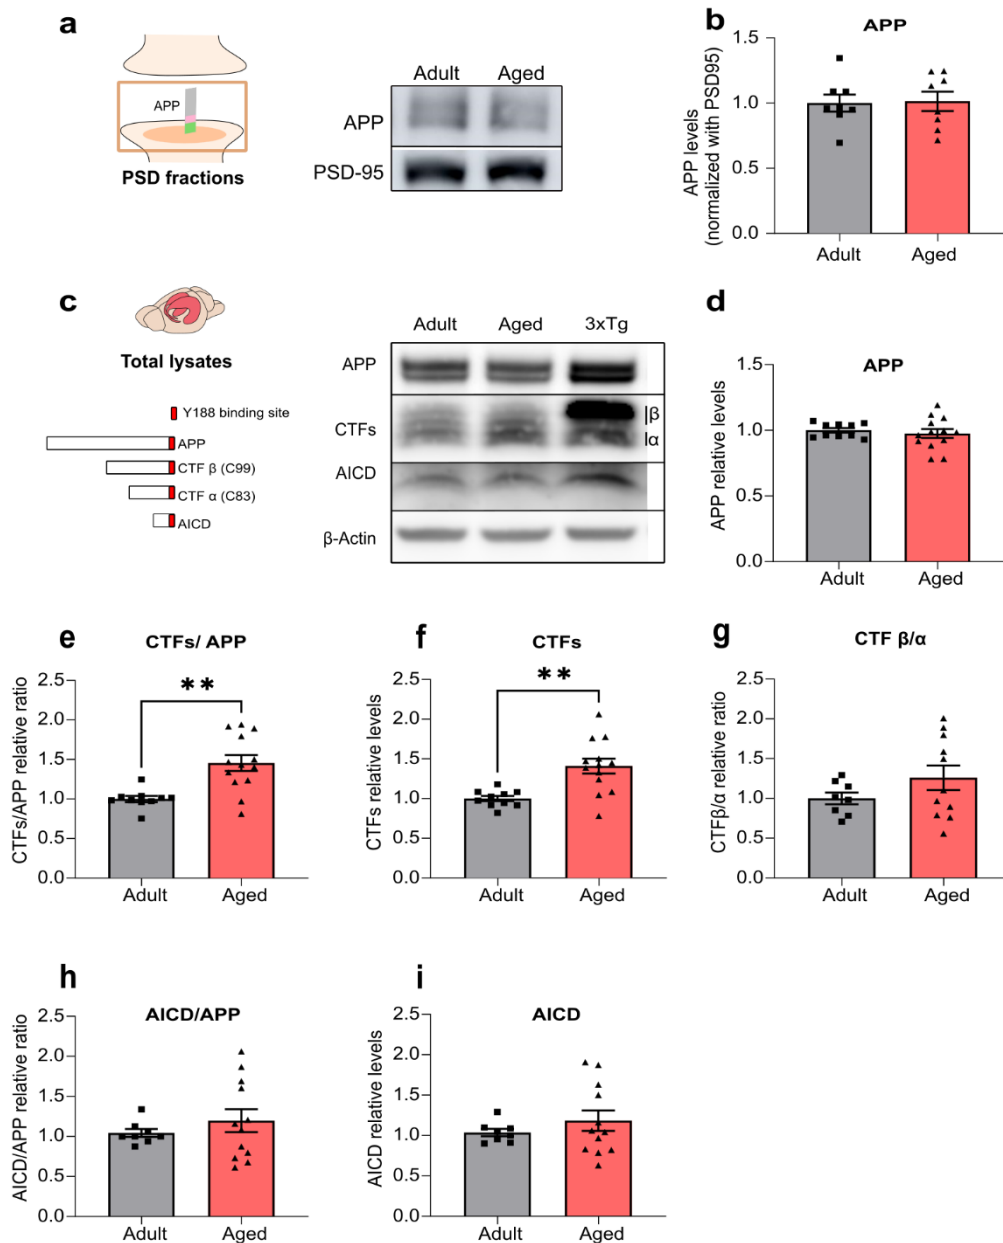 a
APP
PSD fractions
Adult Aged
APP
PSD-95
b
APP
APP levels
(normalized with PSD95)
1.5
1.0
0.5
0.0
Adult Aged
c
Total lysates
Y188 binding site
APP
CTF β (C99)
CTF α (C83)
AICD
Adult Aged 3xTg
APP
CTFs
β
α
AICD
β-Actin
d
APP
APP relative levels
1.5
1.0
0.5
0.0
Adult Aged
e
CTFs/ APP
CTFs/APP relative ratio
2.5
2.0
1.5
1.0
0.5
0.0
**
Adult Aged
f
CTFs
CTFs relative levels
2.5
2.0
1.5
1.0
0.5
0.0
**
Adult Aged
g
CTF β/α
CTFβ/α relative ratio
2.5
2.0
1.5
1.0
0.5
0.0
Adult Aged
h
AICD/APP
AICD/APP relative ratio
2.5
2.0
1.5
1.0
0.5
0.0
Adult Aged
i
AICD
AICD relative levels
2.5
2.0
1.5
1.0
0.5
0.0
Adult Aged